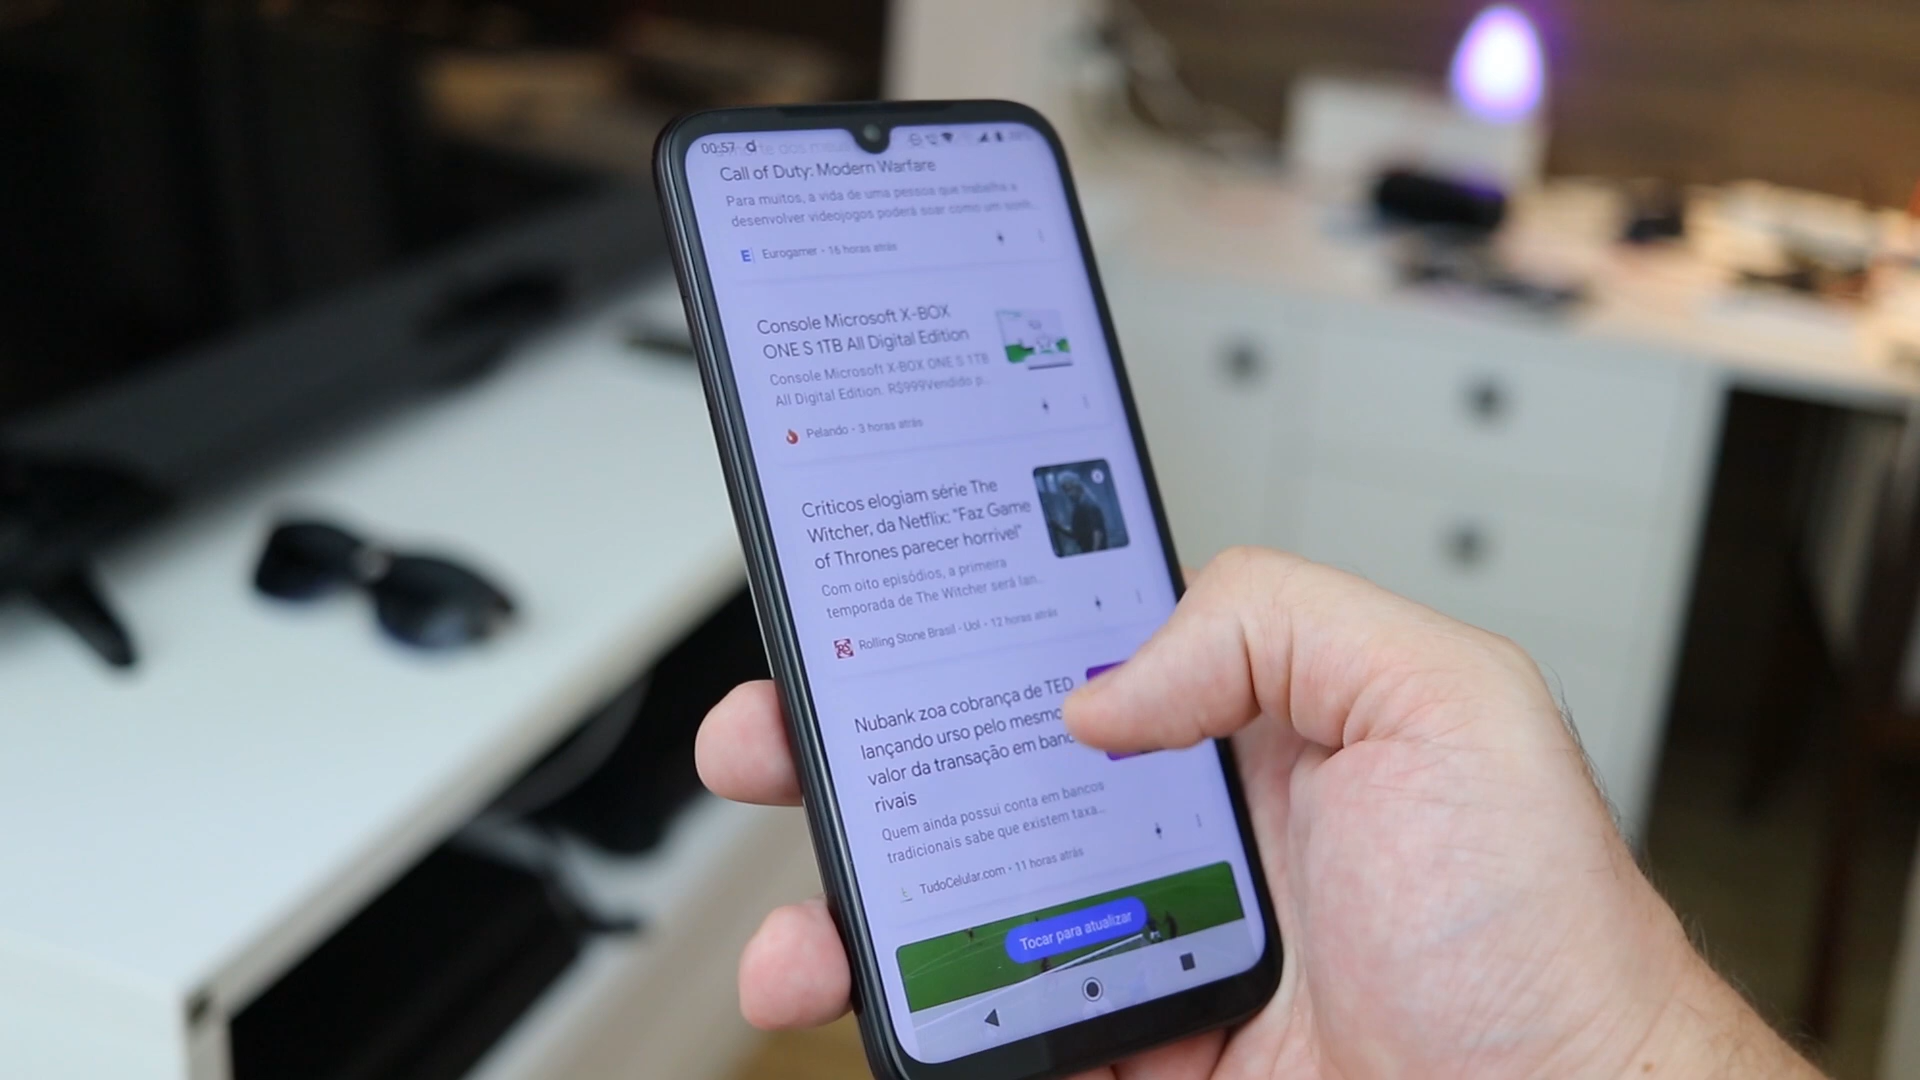 00:57
Call of Duty: Modern Warfare
Para muitos, a vida de uma pessoa que trabalha a
desenvolver videojogos poderá soar como um sonh...
E Eurogamer • 16 horas atrás
Console Microsoft X-BOX
ONE S 1TB All Digital Edition
Console Microsoft X-BOX ONE S 1TB
All Digital Edition. R$999Vendido p...
Pelando • 3 horas atrás
Críticos elogiam série The
Witcher, da Netflix: "Faz Game
of Thrones parecer horrível"
Com oito episódios, a primeira
temporada de The Witcher será lan...
RS Rolling Stone Brasil - Uol • 12 horas atrás
Nubank zoa cobrança de TED
lançando urso pelo mesmo
valor da transação em banc
rivais
Quem ainda possui conta em bancos
tradicionais sabe que existem taxa...
TudoCelular.com • 11 horas atrás
Tocar para atualizar